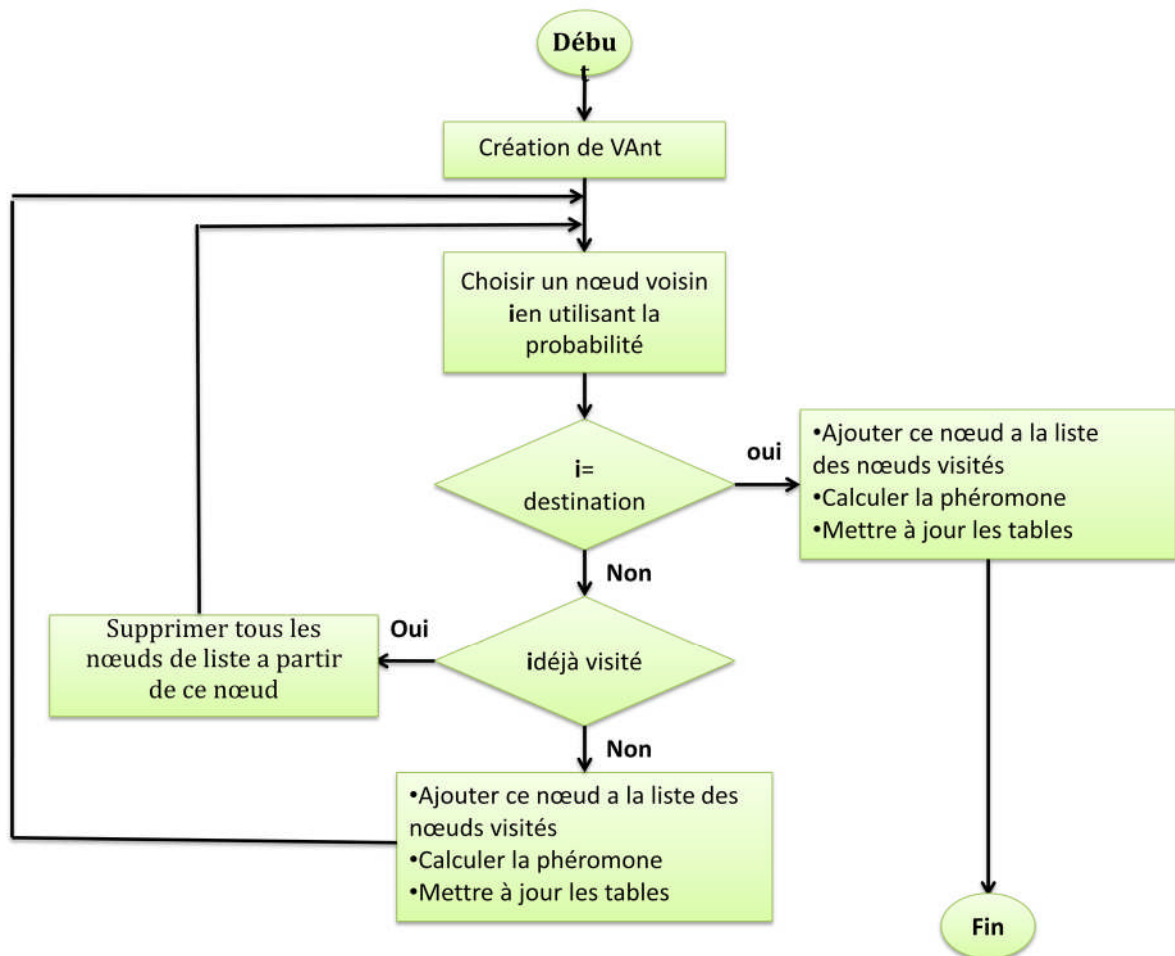 Débu
t
Création de VAnt
Choisir un nœud voisin
ien utilisant la
probabilité
i=
destination
oui
•Ajouter ce nœud a la liste
des nœuds visités
•Calculer la phéromone
•Mettre à jour les tables
Non
Supprimer tous les
nœuds de liste a partir
de ce nœud
Oui
idéjà visité
Non
•Ajouter ce nœud a la liste des
nœuds visités
•Calculer la phéromone
•Mettre à jour les tables
Fin